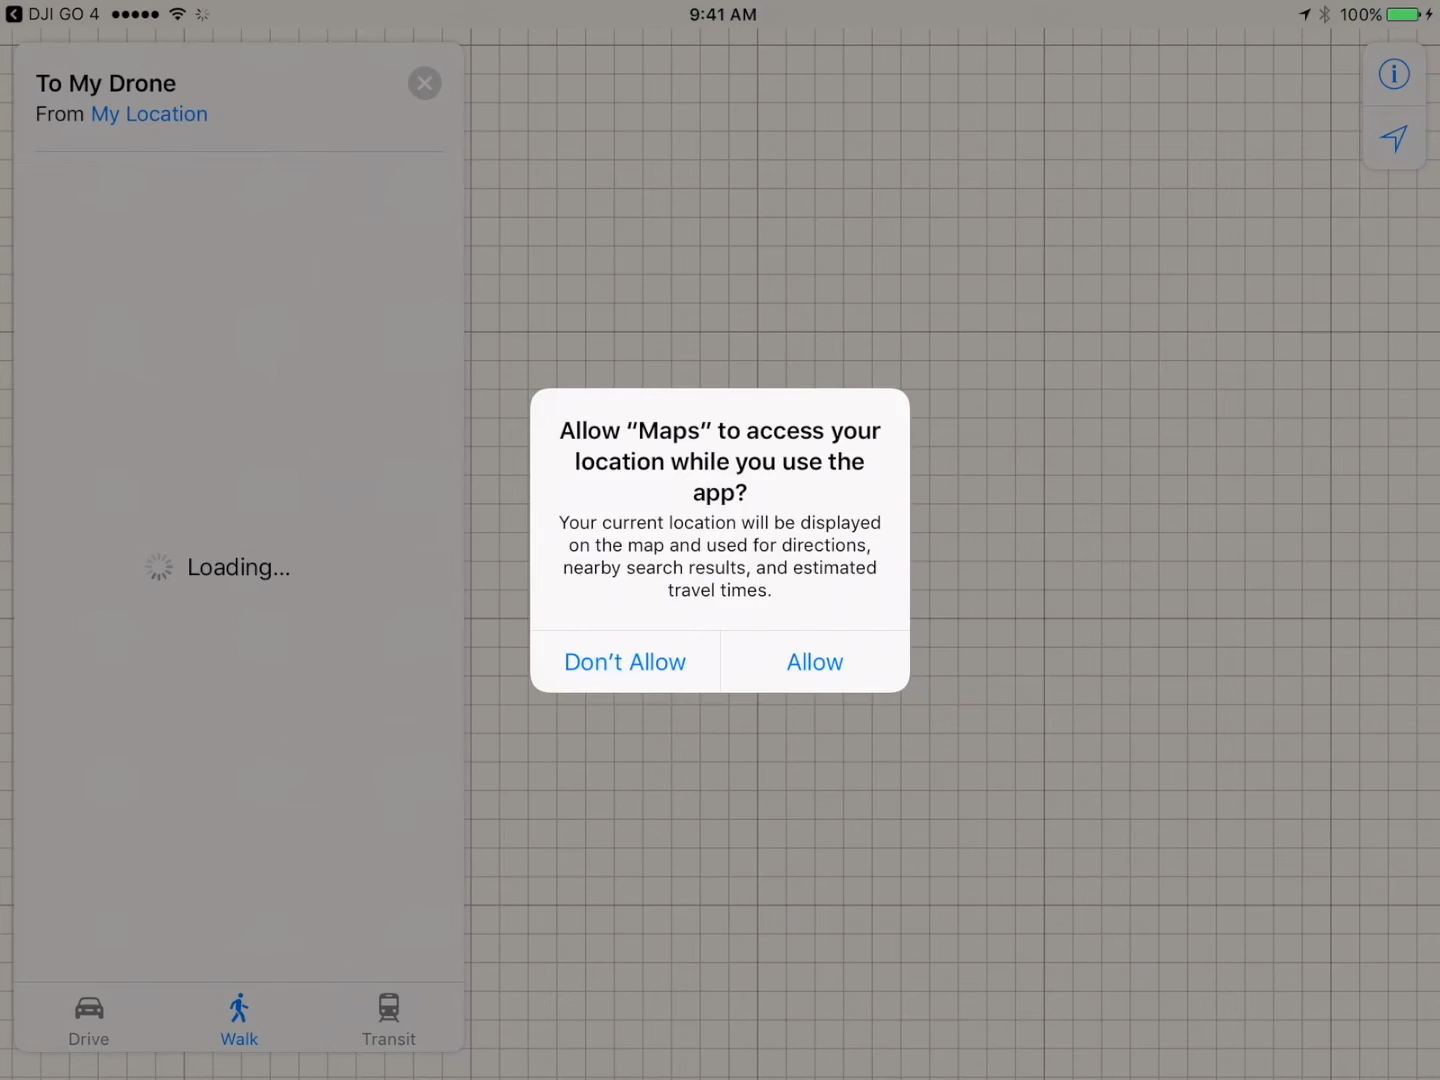 DJI GO 4
9:41 AM
100%
To My Drone
From My Location
Loading...
Allow “Maps” to access your
location while you use the
app?
Your current location will be displayed
on the map and used for directions,
nearby search results, and estimated
travel times.
Don’t Allow
Allow
Drive
Walk
Transit